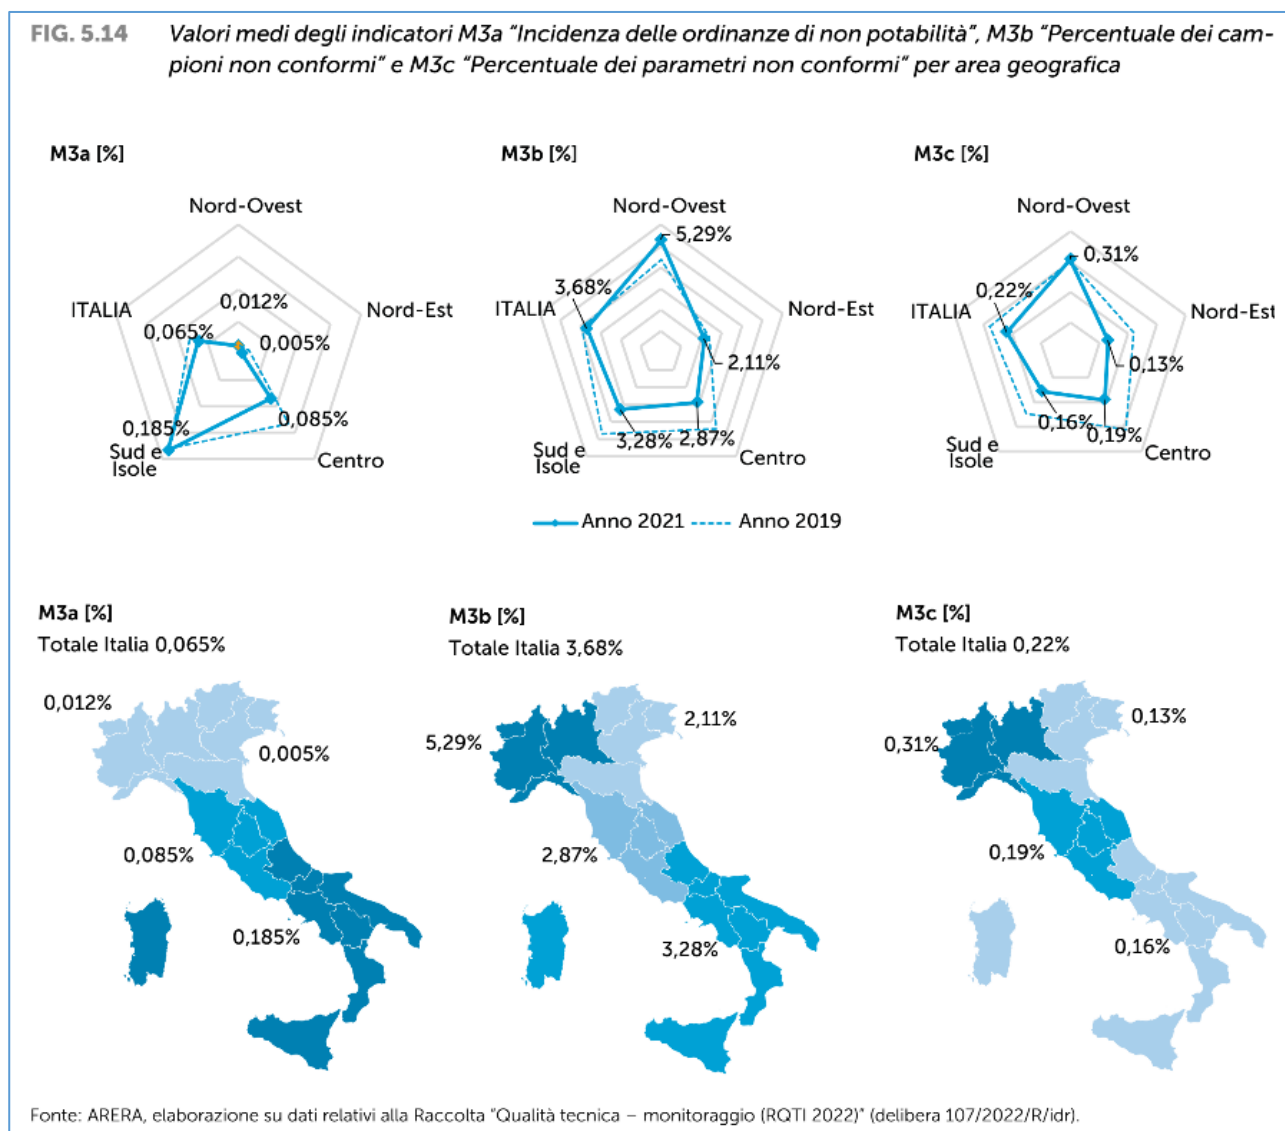 FIG. 5.14 Valori medi degli indicatori M3a “Incidenza delle ordinanze di non potabilità”, M3b “Percentuale dei cam-
pioni non conformi” e M3c “Percentuale dei parametri non conformi” per area geografica
M3a [%]
Nord-Ovest
0,012%
ITALIA
Nord-Est
0,065%
0,005%
0,185%
0,085%
Sud e
Isole
Centro
M3b [%]
Nord-Ovest
5,29%
3,68%
ITALIA
Nord-Est
2,11%
3,28%
2,87%
Sud e
Isole
Centro
M3c [%]
Nord-Ovest
0,31%
0,22%
ITALIA
Nord-Est
0,13%
0,16%
0,19%
Sud e
Isole
Centro
Anno 2021
Anno 2019
M3a [%]
Totale Italia 0,065%
0,012%
0,005%
0,085%
0,185%
M3b [%]
Totale Italia 3,68%
2,11%
5,29%
2,87%
3,28%
M3c [%]
Totale Italia 0,22%
0,13%
0,31%
0,19%
0,16%
Fonte: ARERA, elaborazione su dati relativi alla Raccolta “Qualità tecnica – monitoraggio (RQTI 2022)” (delibera 107/2022/R/idr).